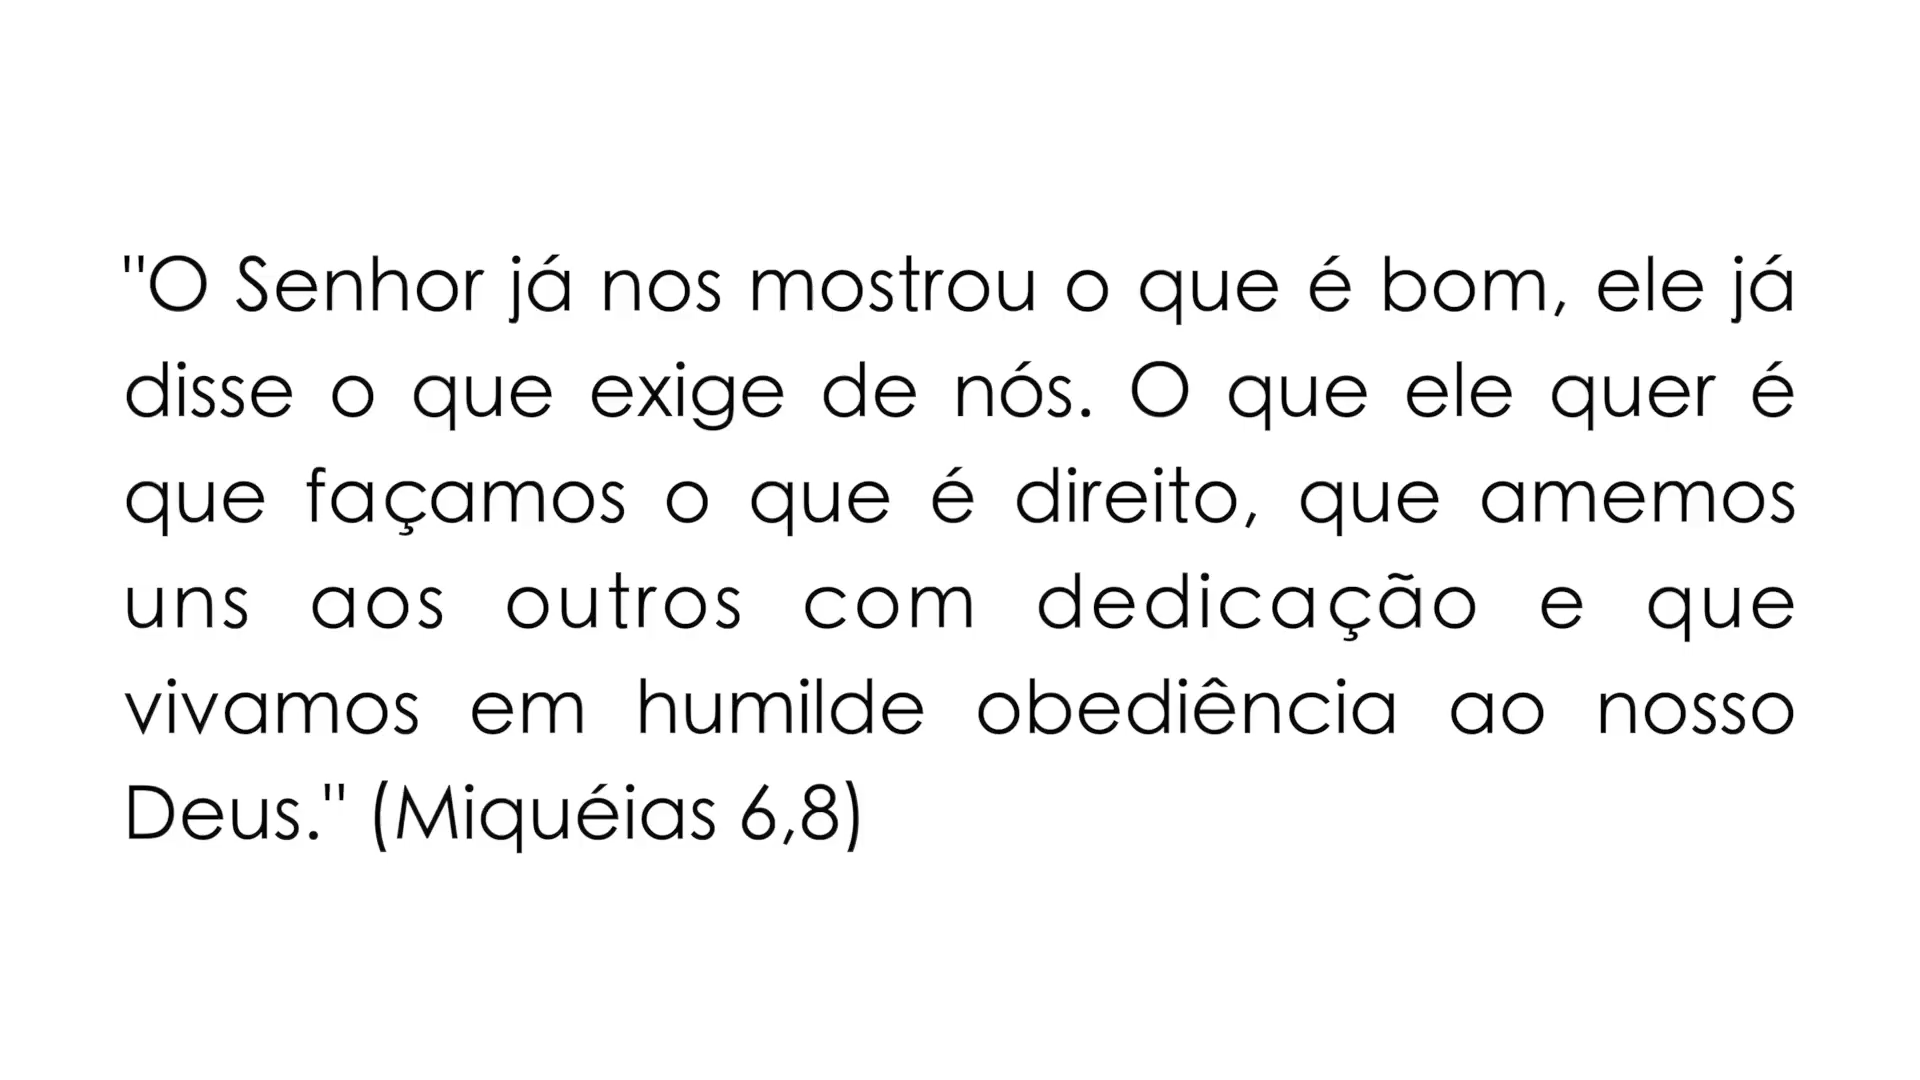 "O Senhor já nos mostrou o que é bom, ele já
disse o que exige de nós. O que ele quer é
que façamos o que é direito, que amemos
uns aos outros com dedicação e que
vivamos em humilde obediência ao nosso
Deus." (Miquéias 6,8)